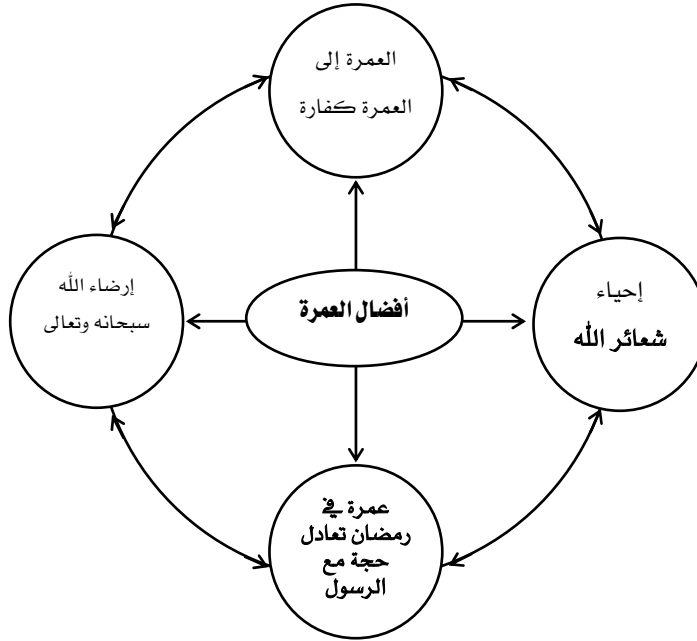 العمرة إلى
العمرة كفارة
إحياء
شعائر الله
أفضال العمرة
إرضاء الله
سبحانه وتعالى
عمرة في
رمضان تعادل
حجة مع
الرسول